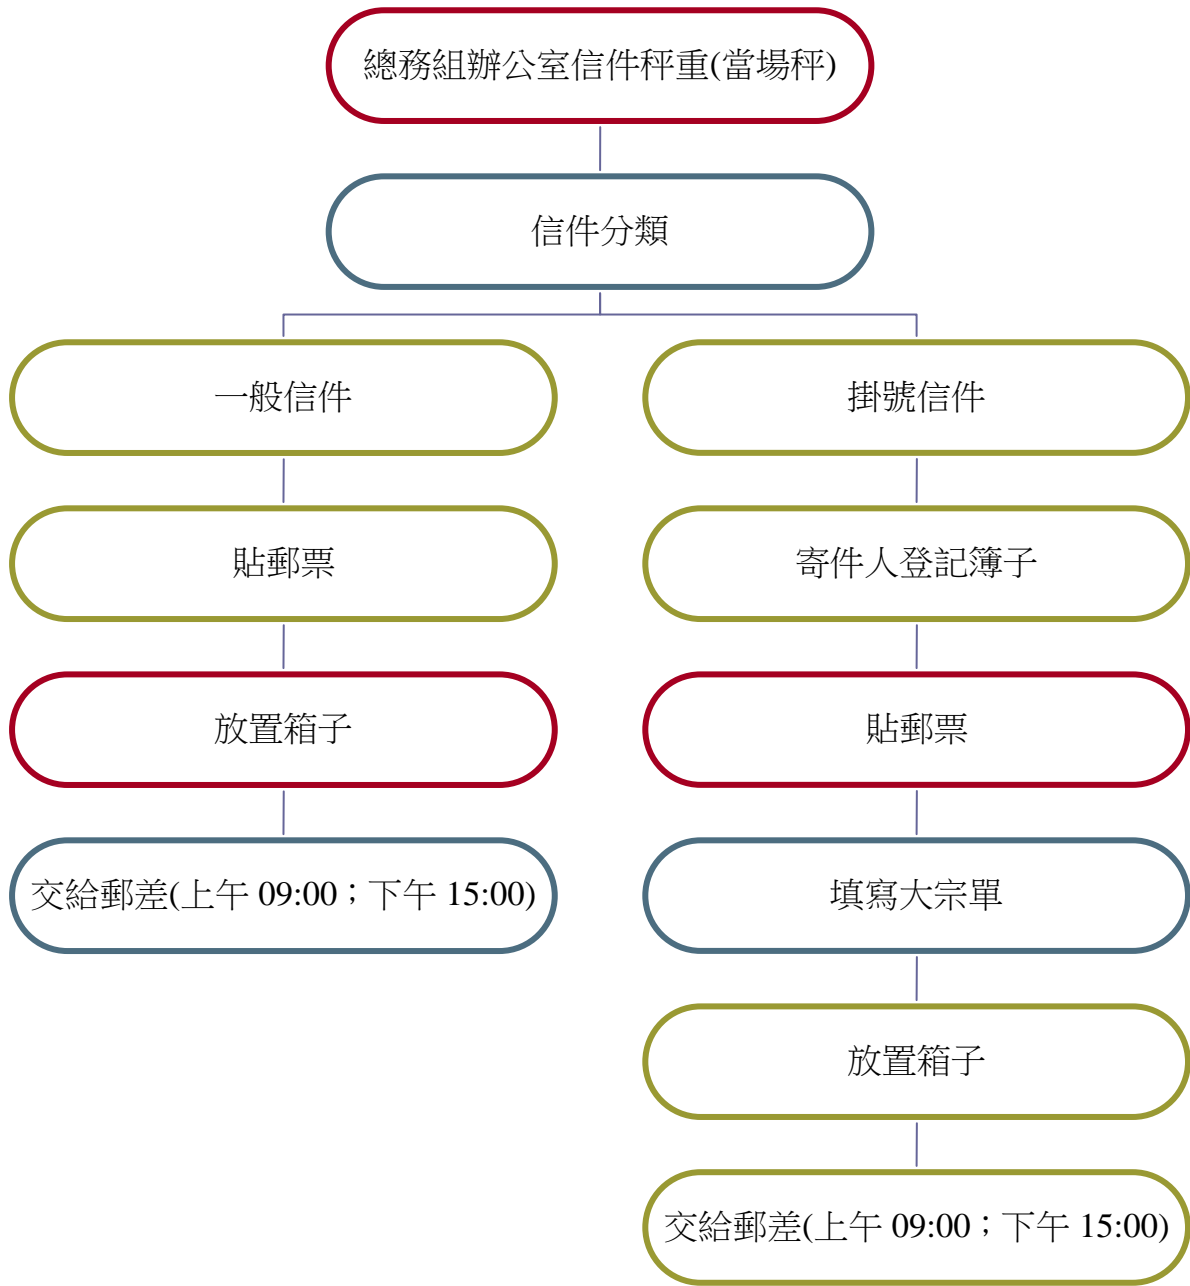 總務組辦公室信件秤重(當場秤)
信件分類
一般信件
貼郵票
放置箱子
交給郵差(上午 09:00；下午 15:00)
掛號信件
寄件人登記簿子
貼郵票
填寫大宗單
放置箱子
交給郵差(上午 09:00；下午 15:00)